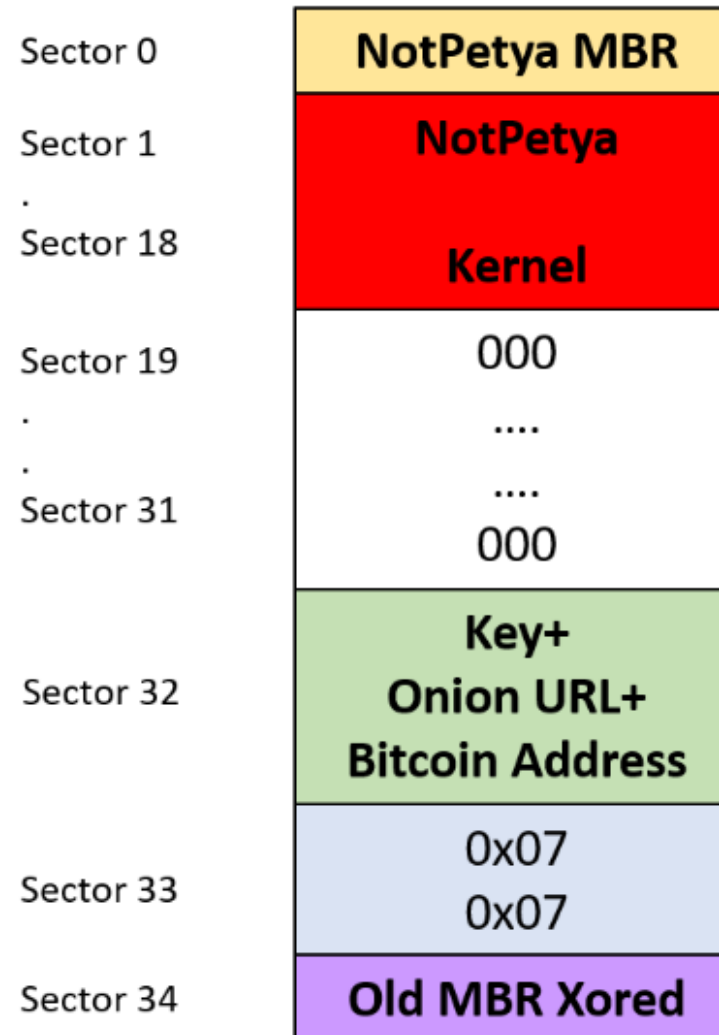 Sector 0 NotPetya MBR
Sector 1 NotPetya
.
Sector 18 Kernel
Sector 19 000
. ....
. ....
Sector 31 000
Key+
Sector 32 Onion URL+
Bitcoin Address
0x07
Sector 33 0x07
Sector 34 Old MBR Xored